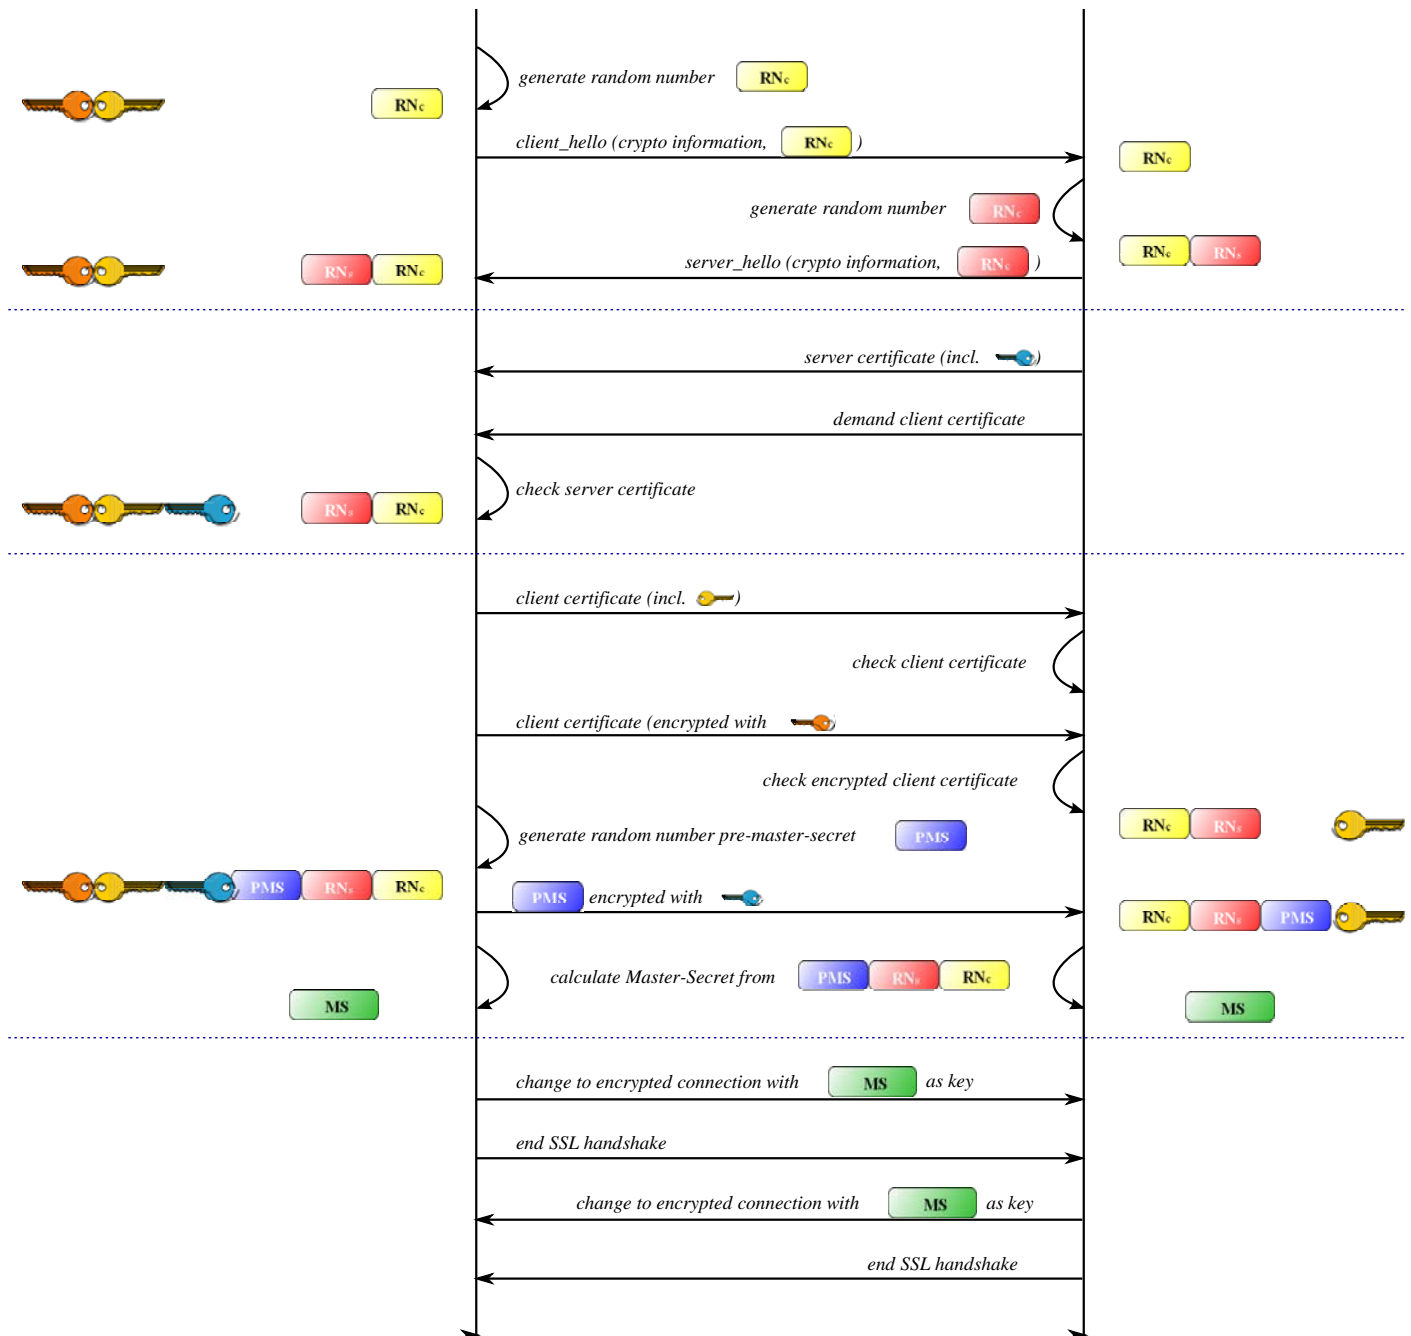 generate random number RNc
RNc
client_hello (crypto information, RNc )
RNc
generate random number RNc
RNc RNs
server_hello (crypto information, RNc )
RNs RNc
server certificate (incl. )
demand client certificate
check server certificate
RNs RNc
client certificate (incl. )
check client certificate
client certificate (encrypted with
check encrypted client certificate
RNc RNs
generate random number pre-master-secret PMS
PMS RNs RNc
PMS encrypted with
RNc RNs PMS
calculate Master-Secret from PMS RNs RNc
MS
MS
change to encrypted connection with MS as key
end SSL handshake
change to encrypted connection with MS as key
end SSL handshake